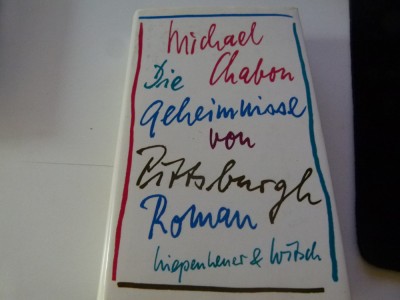 Michael
Die Chabon
Geheimnisse
von
Pittsburgh
Roman
Kiepenheuer & Witsch